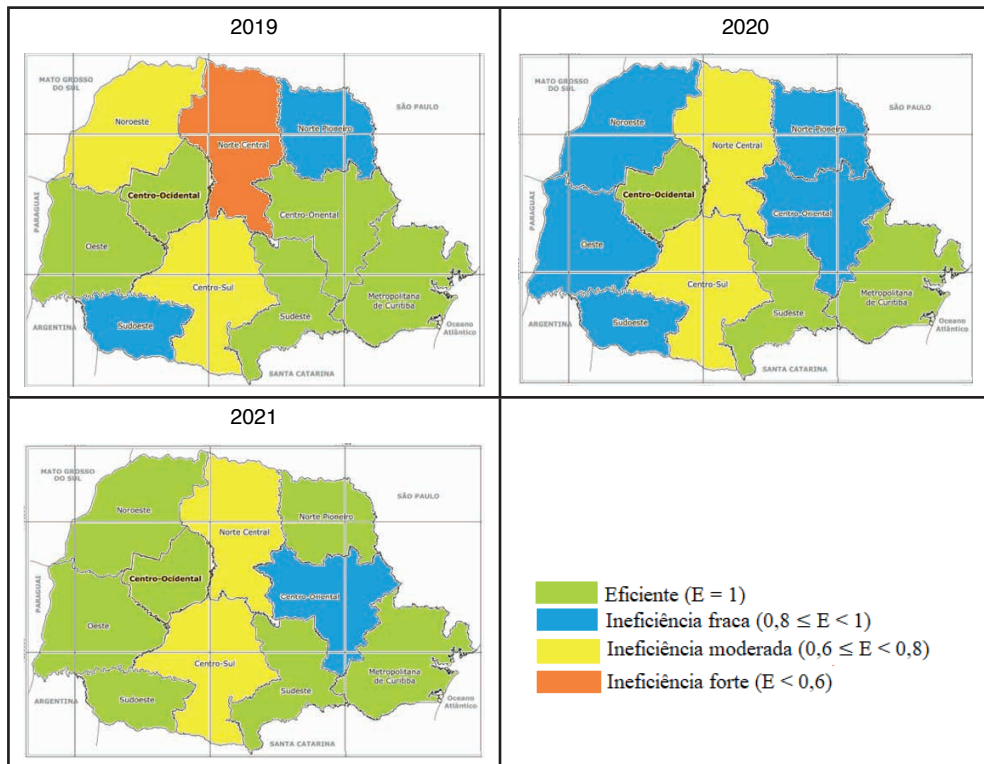 2019
MATO GROSSO
DO SUL
SÃO PAULO
Noroeste
Norte Central
Norte Pioneiro
Centro-Ocidental
Centro-Oriental
PARAGUAI
Oeste
Centro-Sul
Metropolitana
de Curitiba
Sudeste
Sudoeste
ARGENTINA
Oceano
Atlântico
SANTA CATARINA
2020
MATO GROSSO
DO SUL
SÃO PAULO
Noroeste
Norte Central
Norte Pioneiro
Centro-Ocidental
Centro-Oriental
PARAGUAI
Oeste
Centro-Sul
Metropolitana
de Curitiba
Sudeste
Sudoeste
ARGENTINA
Oceano
Atlântico
SANTA CATARINA
2021
MATO GROSSO
DO SUL
SÃO PAULO
Noroeste
Norte Central
Norte Pioneiro
Centro-Ocidental
Centro-Oriental
PARAGUAI
Oeste
Centro-Sul
Metropolitana
de Curitiba
Sudeste
Sudoeste
ARGENTINA
Oceano
Atlântico
SANTA CATARINA
Eficiente (E = 1)
Ineficiência fraca (0,8 ≤ E < 1)
Ineficiência moderada (0,6 ≤ E < 0,8)
Ineficiência forte (E < 0,6)